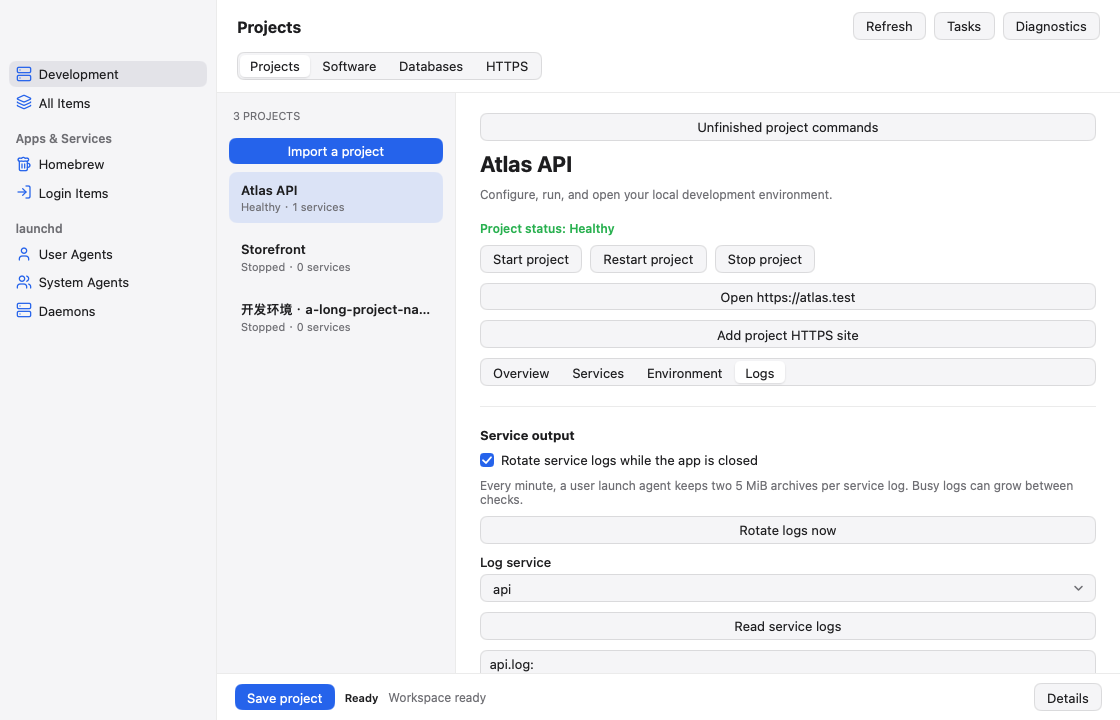 Development
All Items
Apps & Services
Homebrew
Login Items
launchd
User Agents
System Agents
Daemons
Projects
Refresh
Tasks
Diagnostics
Projects
Software
Databases
HTTPS
3 PROJECTS
Import a project
Atlas API
Healthy · 1 services
Storefront
Stopped · 0 services
开发环境 · a-long-project-na...
Stopped · 0 services
Unfinished project commands
Atlas API
Configure, run, and open your local development environment.
Project status: Healthy
Start project
Restart project
Stop project
Open https://atlas.test
Add project HTTPS site
Overview
Services
Environment
Logs
Service output
Rotate service logs while the app is closed
Every minute, a user launch agent keeps two 5 MiB archives per service log. Busy logs can grow between
checks.
Rotate logs now
Log service
api
Read service logs
api.log:
Save project
Ready
Workspace ready
Details